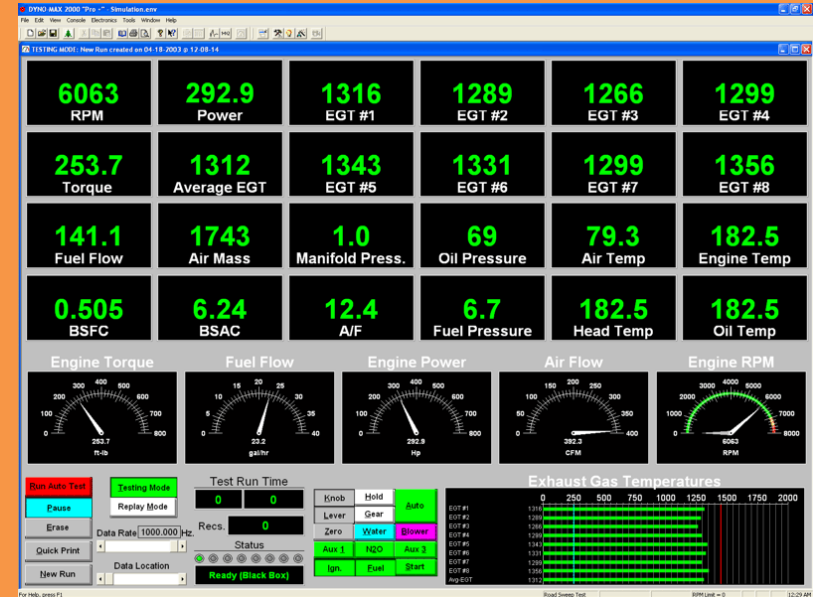 DYNO-MAX 2000 "Pro -" - Simulation.env
File Edit View Console Electronics Tools Window Help
TESTING MODE: New Run created on 04-18-2003 @ 12-08-14
6063 292.9 1316 1289 1266 1299
RPM Power EGT #1 EGT #2 EGT #3 EGT #4
253.7 1312 1343 1331 1299 1356
Torque Average EGT EGT #5 EGT #6 EGT #7 EGT #8
141.1 1743 1.0 69 79.3 182.5
Fuel Flow Air Mass Manifold Press. Oil Pressure Air Temp Engine Temp
0.505 6.24 12.4 6.7 182.5 182.5
BSFC BSAC A/F Fuel Pressure Head Temp Oil Temp
Engine Torque Fuel Flow Engine Power Air Flow Engine RPM
0 100 200 300 400 500 600 700 800
253.7
ft-lb
0 5 10 15 20 25 30 35 40
23.2
gal/hr
0 100 200 300 400 500 600 700 800
292.9
Hp
0 50 100 150 200 250 300 350 400
392.3
CFM
0 1000 2000 3000 4000 5000 6000 7000 8000
6063
RPM
Run Auto Test
Pause
Erase
Quick Print
New Run
Testing Mode
Replay Mode
Data Rate 1000.000 Hz.
Data Location
Test Run Time
0 0
Recs. 0
Status
Ready (Black Box)
Knob Hold Auto
Lever Gear
Zero Water Blower
Aux 1 N2O Aux 2
Ign. Fuel Start
Exhaust Gas Temperatures
0 250 500 750 1000 1250 1500 1750 2000
EGT #1 1316
EGT #2 1289
EGT #3 1266
EGT #4 1299
EGT #5 1343
EGT #6 1331
EGT #7 1299
EGT #8 1356
Avg-EGT 1312
For Help, press F1 Road Sweep Test RPM Limit = 0 12:29 AM